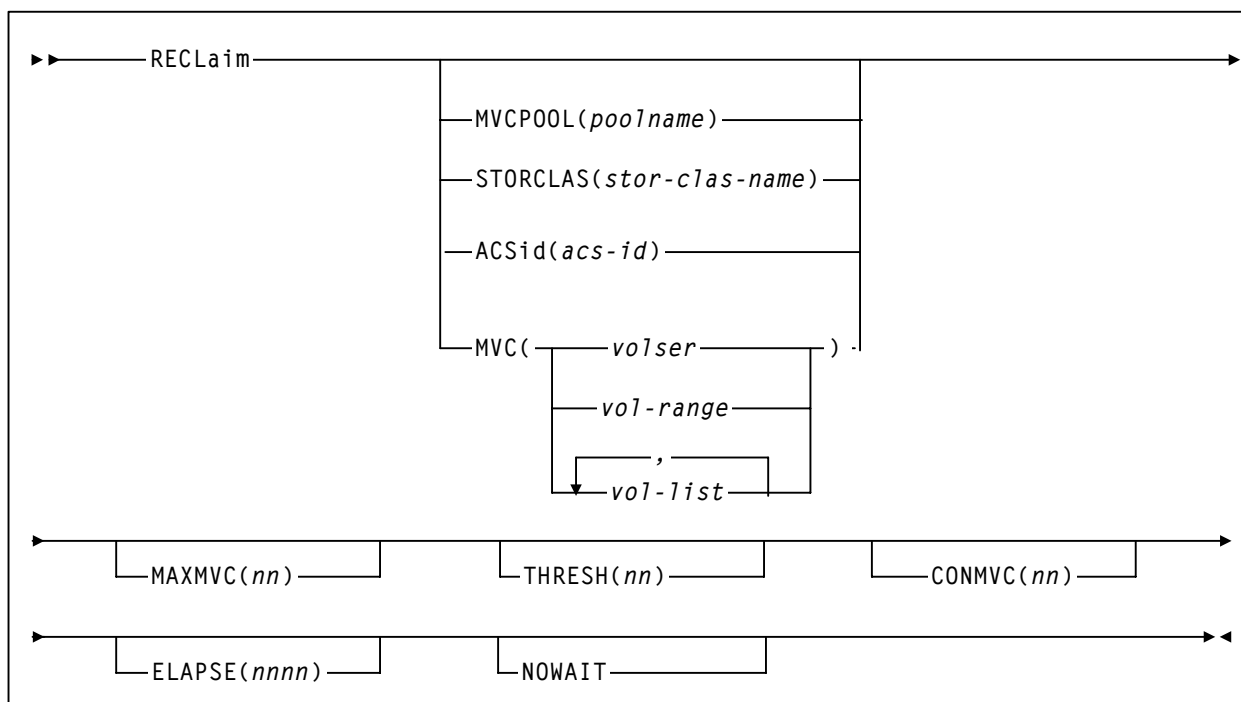 RECLaim
MVCPOOL(poolname)
STORCLAS(stor-clas-name)
ACSid(acs-id)
MVC( volser )
vol-range
,
vol-list
MAXMVC(nn) THRESH(nn) CONMVC(nn)
ELAPSE(nnnn) NOWAIT